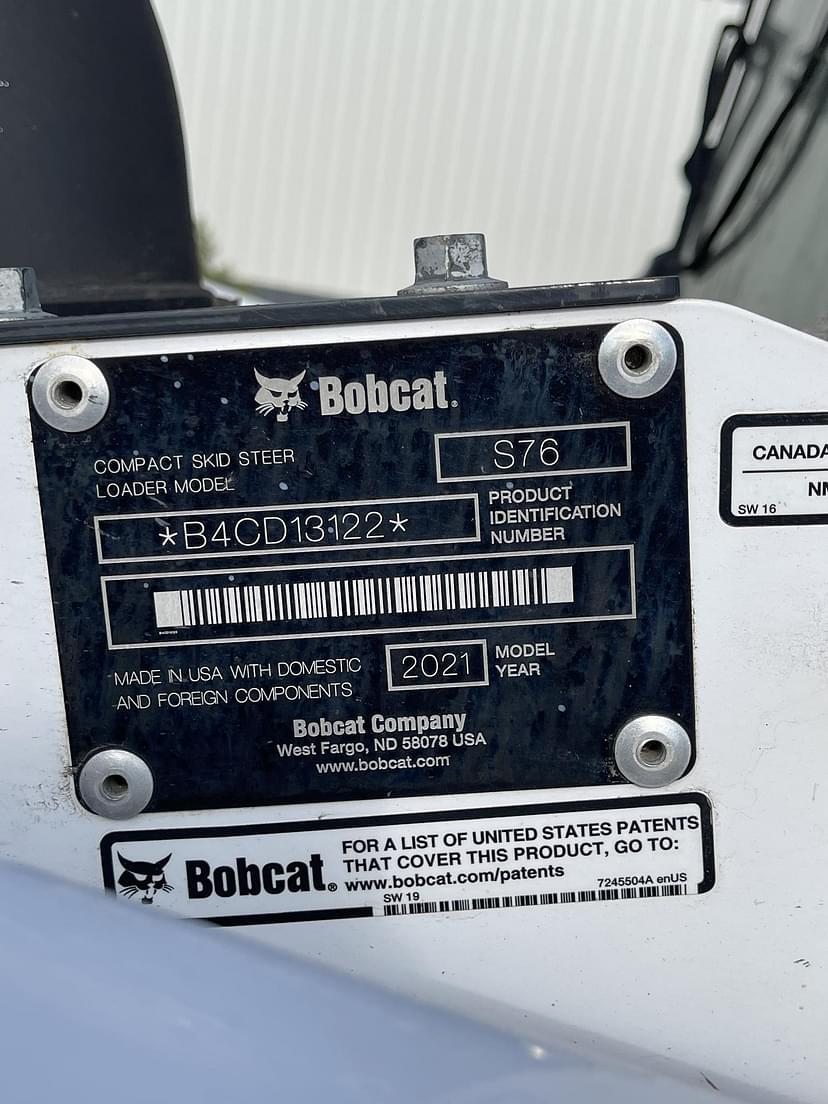 Bobcat®
COMPACT SKID STEER
LOADER MODEL
S76
*B4CD13122*
PRODUCT
IDENTIFICATION
NUMBER
MADE IN USA WITH DOMESTIC
AND FOREIGN COMPONENTS
2021
MODEL
YEAR
Bobcat Company
West Fargo, ND 58078 USA
www.bobcat.com
CANADA
NM
SW 16
Bobcat®
FOR A LIST OF UNITED STATES PATENTS
THAT COVER THIS PRODUCT, GO TO:
www.bobcat.com/patents
7245504A enUS
SW 19